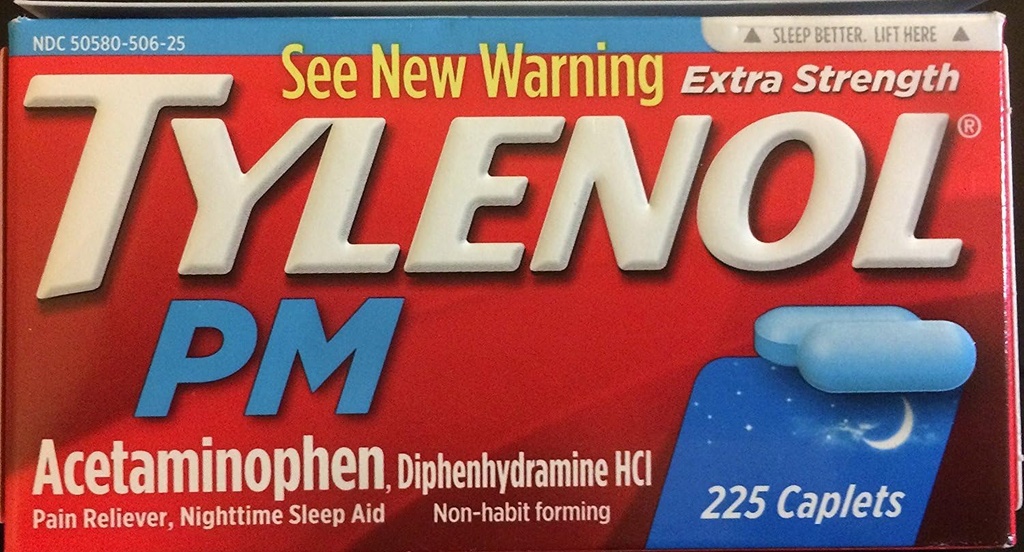 NDC 50580-506-25
▲ SLEEP BETTER. LIFT HERE ▲
See New Warning
Extra Strength
TYLENOL®
PM
Acetaminophen, Diphenhydramine HCl
Pain Reliever, Nighttime Sleep Aid
Non-habit forming
225 Caplets